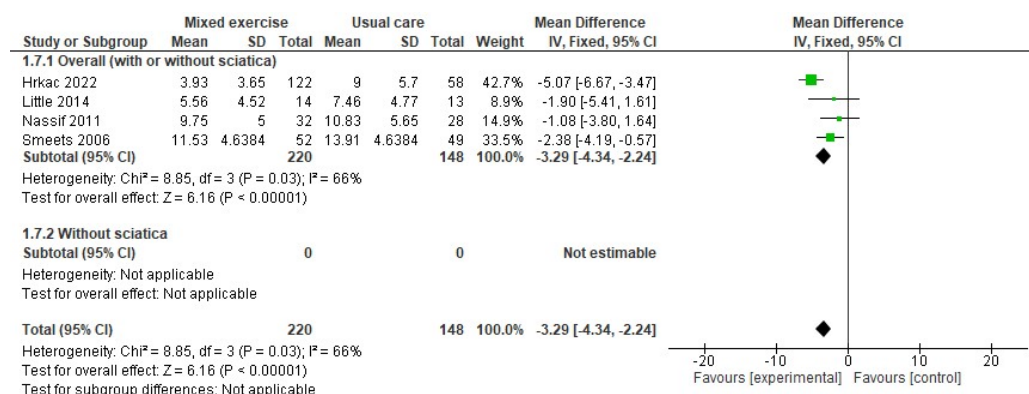 Mixed exercise Usual care Mean Difference Mean Difference
Study or Subgroup Mean SD Total Mean SD Total Weight IV, Fixed, 95% CI IV, Fixed, 95% CI
1.7.1 Overall (with or without sciatica)
Hrkac 2022 3.93 3.65 122 9 5.7 58 42.7% -5.07 [-6.67, -3.47]
Little 2014 5.56 4.52 14 7.46 4.77 13 8.9% -1.90 [-5.41, 1.61]
Nassif 2011 9.75 5 32 10.83 5.65 28 14.9% -1.08 [-3.80, 1.64]
Smeets 2006 11.53 4.6384 52 13.91 4.6384 49 33.5% -2.38 [-4.19, -0.57]
Subtotal (95% CI) 220 148 100.0% -3.29 [-4.34, -2.24]
Heterogeneity: Chi² = 8.85, df = 3 (P = 0.03); I² = 66%
Test for overall effect: Z = 6.16 (P < 0.00001)
1.7.2 Without sciatica
Subtotal (95% CI) 0 0 Not estimable
Heterogeneity: Not applicable
Test for overall effect: Not applicable
Total (95% CI) 220 148 100.0% -3.29 [-4.34, -2.24]
Heterogeneity: Chi² = 8.85, df = 3 (P = 0.03); I² = 66%
Test for overall effect: Z = 6.16 (P < 0.00001)
Test for subgroup differences: Not applicable
-20 -10 0 10 20
Favours [experimental] Favours [control]